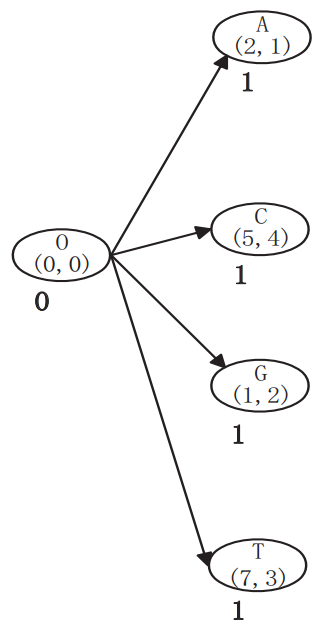 A
(2,1)
1
C
(5,4)
1
O
(0,0)
0
G
(1,2)
1
T
(7,3)
1